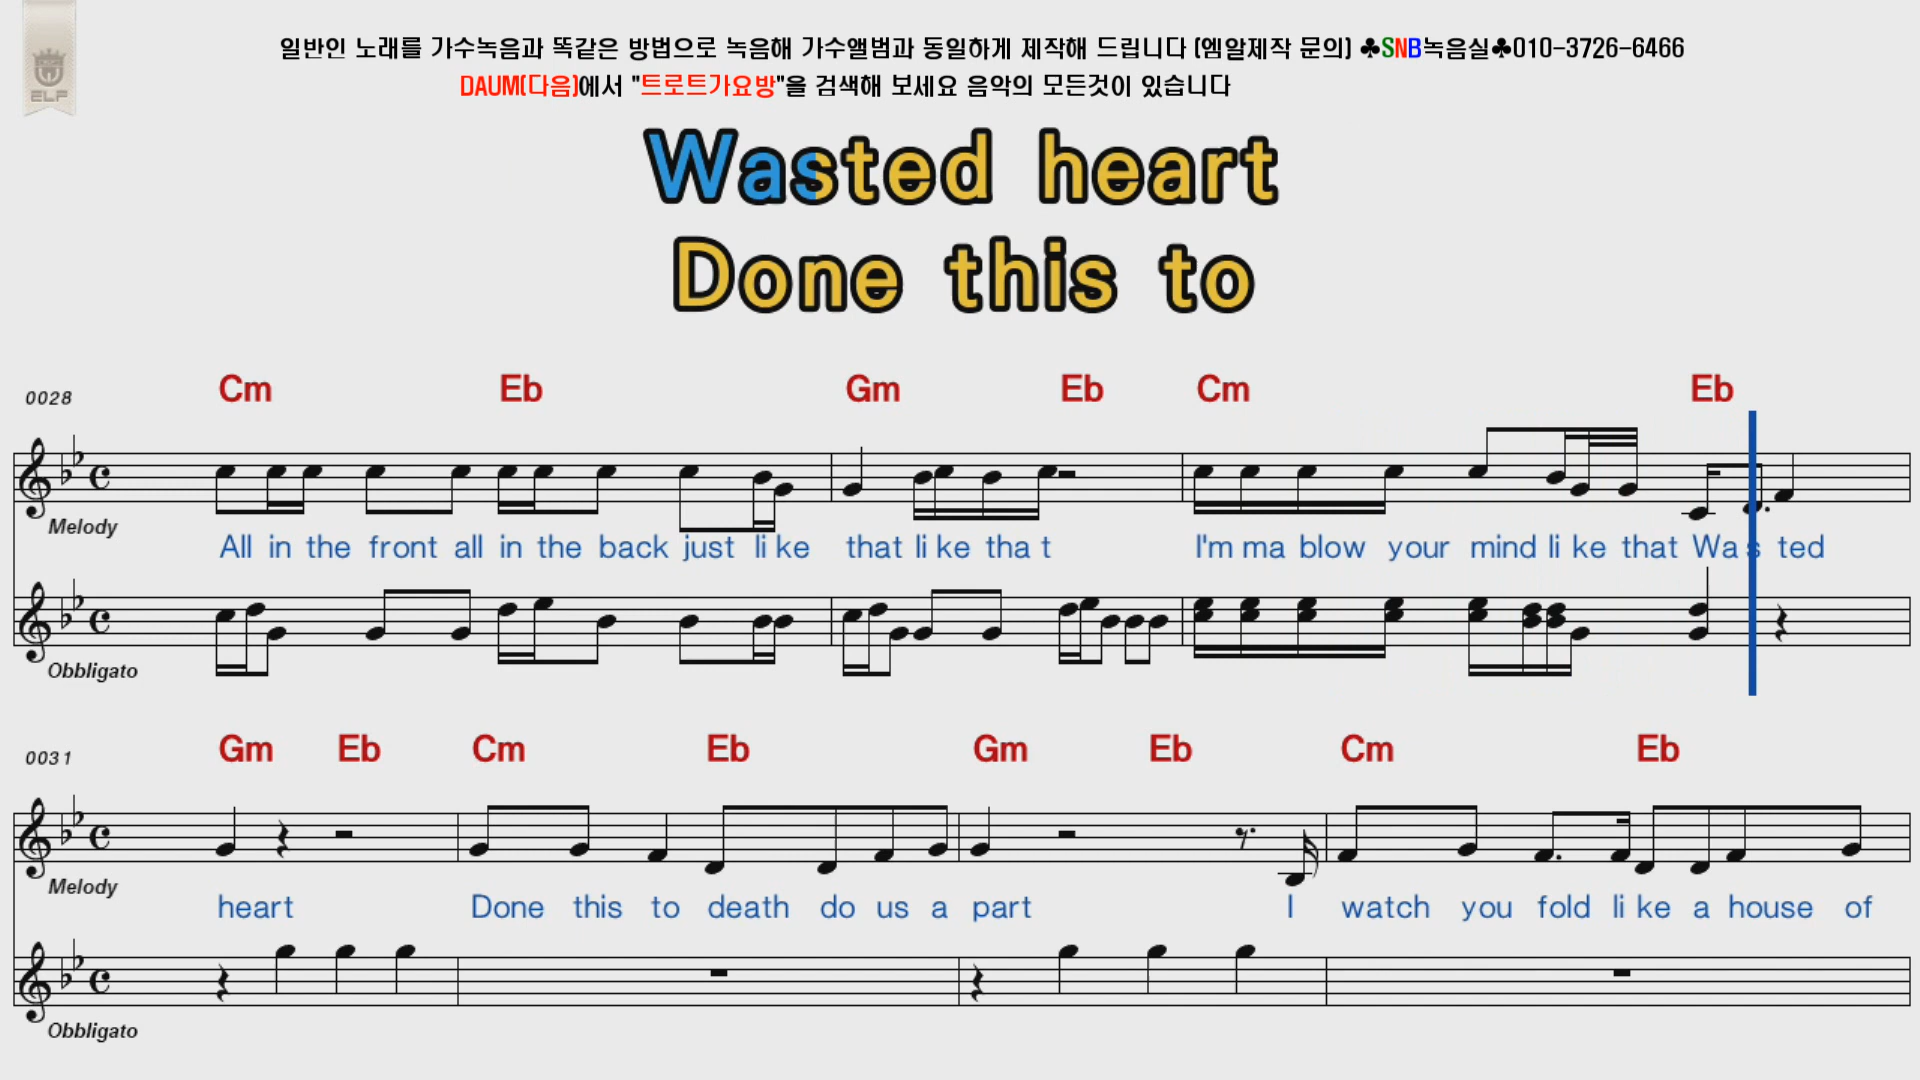 일반인 노래를 가수녹음과 똑같은 방법으로 녹음해 가수앨범과 동일하게 제작해 드립니다 (엠알제작 문의) ♣SNB녹음실♣010-3726-6466
DAUM(다음)에서 "트로트가요방"을 검색해 보세요 음악의 모든것이 있습니다
ELF
Wasted heart
Done this to
0028 Cm Eb Gm Eb Cm Eb
Melody
All in the front all in the back just li ke that li ke tha t I'm ma blow your mind li ke that Wa s ted
Obbligato
0031 Gm Eb Cm Eb Gm Eb Cm Eb
Melody
heart Done this to death do us a part I watch you fold li ke a house of
Obbligato